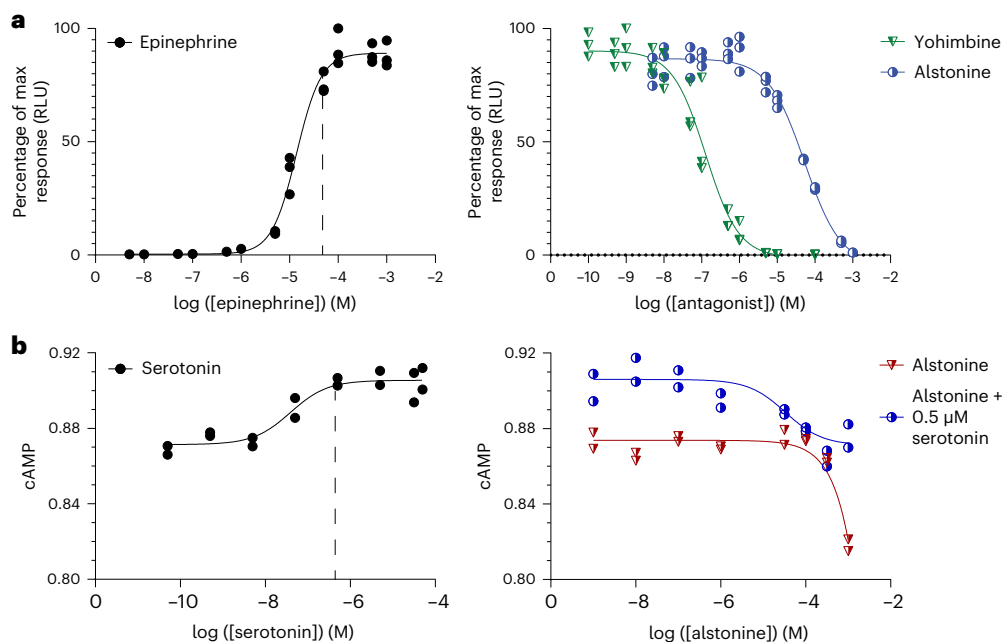 a
Percentage of max
response (RLU)
100
50
0
Epinephrine
0 –8 –7 –6 –5 –4 –3 –2
log ([epinephrine]) (M)
Percentage of max
response (RLU)
100
50
0
Yohimbine
Alstonine
0 –10 –9 –8 –7 –6 –5 –4 –3 –2
log ([antagonist]) (M)
b
cAMP
0.92
0.88
0.84
0.80
Serotonin
0 –10 –8 –6 –4
log ([serotonin]) (M)
cAMP
0.92
0.88
0.84
0.80
Alstonine
Alstonine +
0.5 µM
serotonin
0 –8 –6 –4 –2
log ([alstonine]) (M)